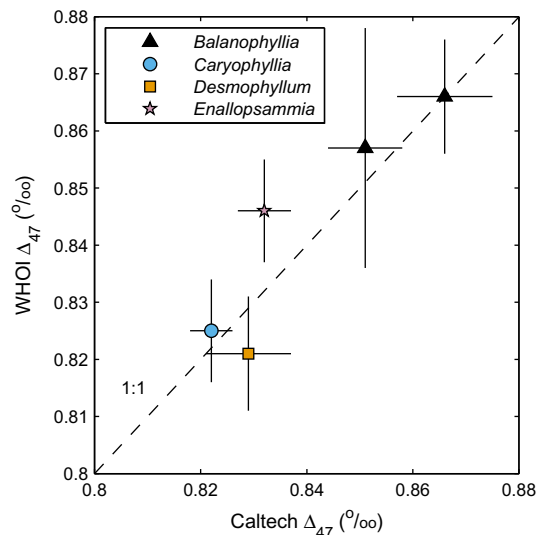 0.88
0.87
0.86
0.85
0.84
0.83
0.82
0.81
0.8
WHOI Δ47 (o/oo)
Balanophyllia
Caryophyllia
Desmophyllum
Enallopsammia
1:1
0.8 0.82 0.84 0.86 0.88
Caltech Δ47 (o/oo)